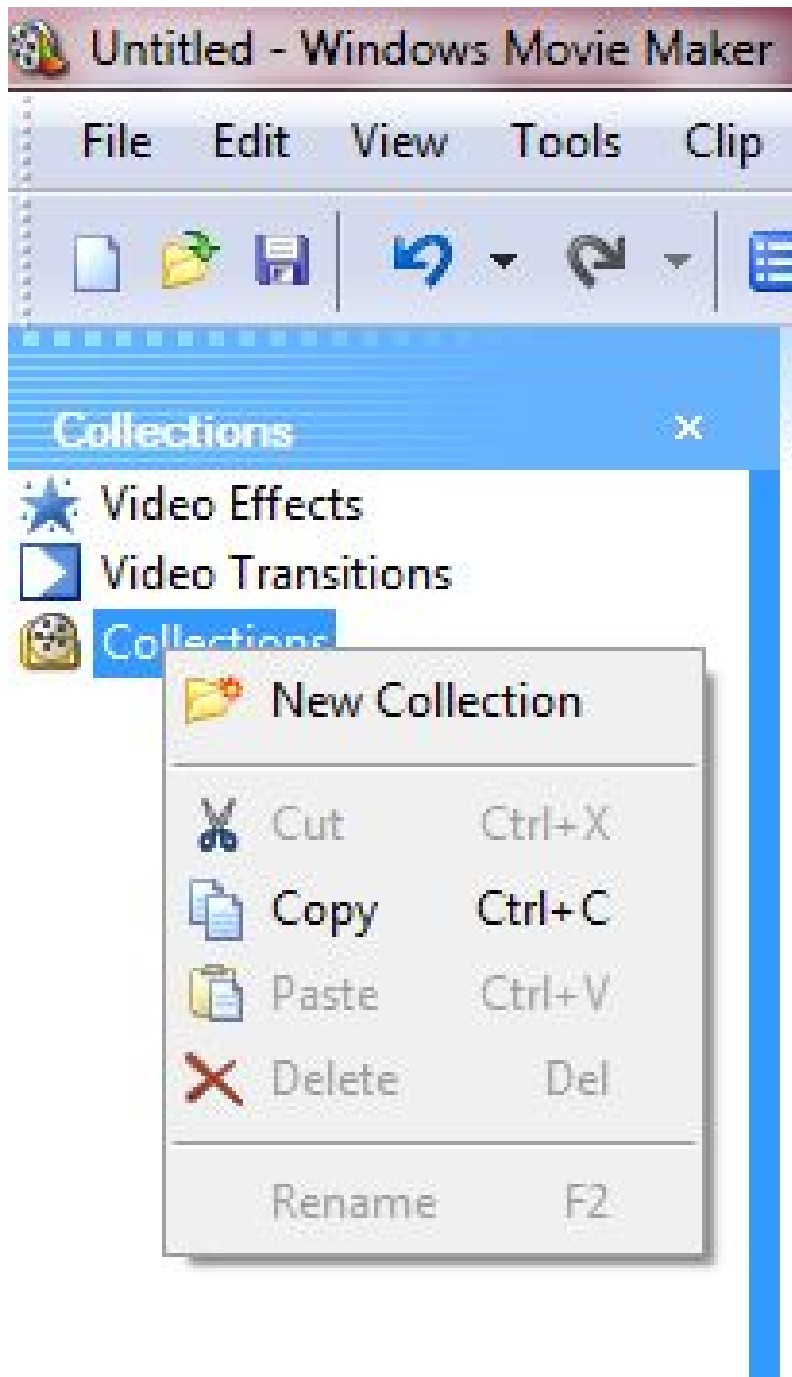 Untitled - Windows Movie Maker
File Edit View Tools Clip
Collections
Video Effects
Video Transitions
Collections
New Collection
Cut Ctrl+X
Copy Ctrl+C
Paste Ctrl+V
Delete Del
Rename F2